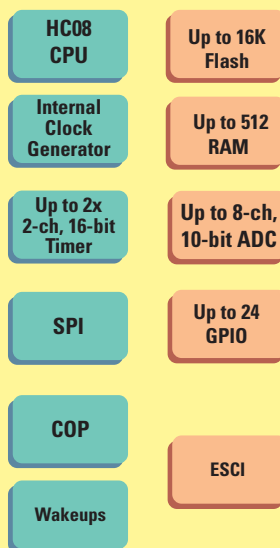 HC08
CPU
Up to 16K
Flash
Internal
Clock
Generator
Up to 512
RAM
Up to 2x
2-ch, 16-bit
Timer
Up to 8-ch,
10-bit ADC
SPI
Up to 24
GPIO
COP
ESCI
Wakeups